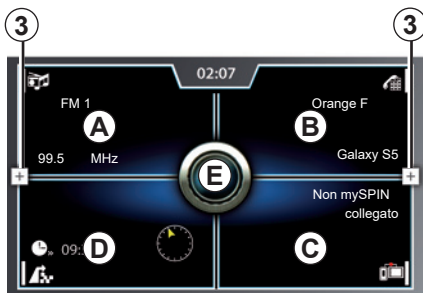 3 3
02:07
FM 1
A
99.5 MHz
Orange F
B
Galaxy S5
E
Non mySPIN
collegato
D
C